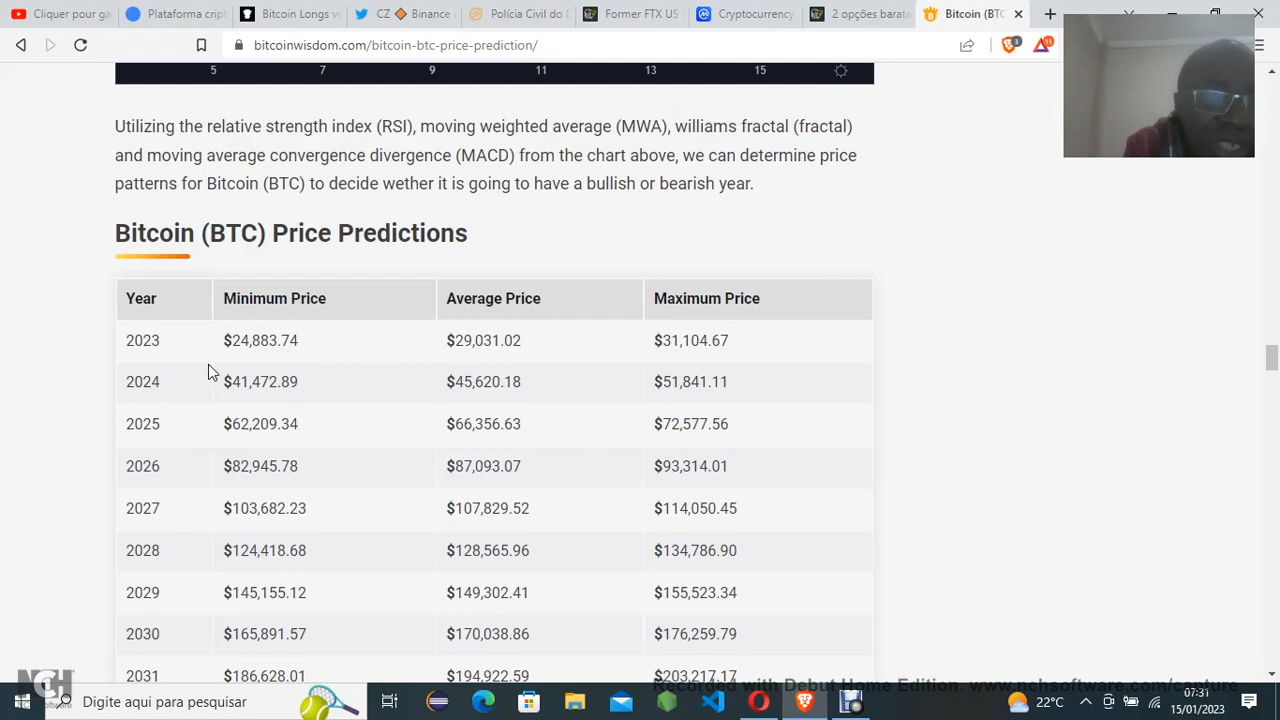 Cliquer pour ga
Plataforma cript
Bitcoin Longs vs
CZ 🔶 Binance
Polícia Civil do D
Former FTX US
Cryptocurrency
2 opções barata
Bitcoin (BTC
bitcoinwisdom.com/bitcoin-btc-price-prediction/
5 7 9 11 13 15
Utilizing the relative strength index (RSI), moving weighted average (MWA), williams fractal (fractal)
and moving average convergence divergence (MACD) from the chart above, we can determine price
patterns for Bitcoin (BTC) to decide wether it is going to have a bullish or bearish year.
Bitcoin (BTC) Price Predictions
Year Minimum Price Average Price Maximum Price
2023 $24,883.74 $29,031.02 $31,104.67
2024 $41,472.89 $45,620.18 $51,841.11
2025 $62,209.34 $66,356.63 $72,577.56
2026 $82,945.78 $87,093.07 $93,314.01
2027 $103,682.23 $107,829.52 $114,050.45
2028 $124,418.68 $128,565.96 $134,786.90
2029 $145,155.12 $149,302.41 $155,523.34
2030 $165,891.57 $170,038.86 $176,259.79
2031 $186,628.01 $194,922.59 $203,217.17
NCH
Recorded with Debut Home Edition. www.nchsoftware.com/capture
Digite aqui para pesquisar
22°C
07:31
15/01/2023